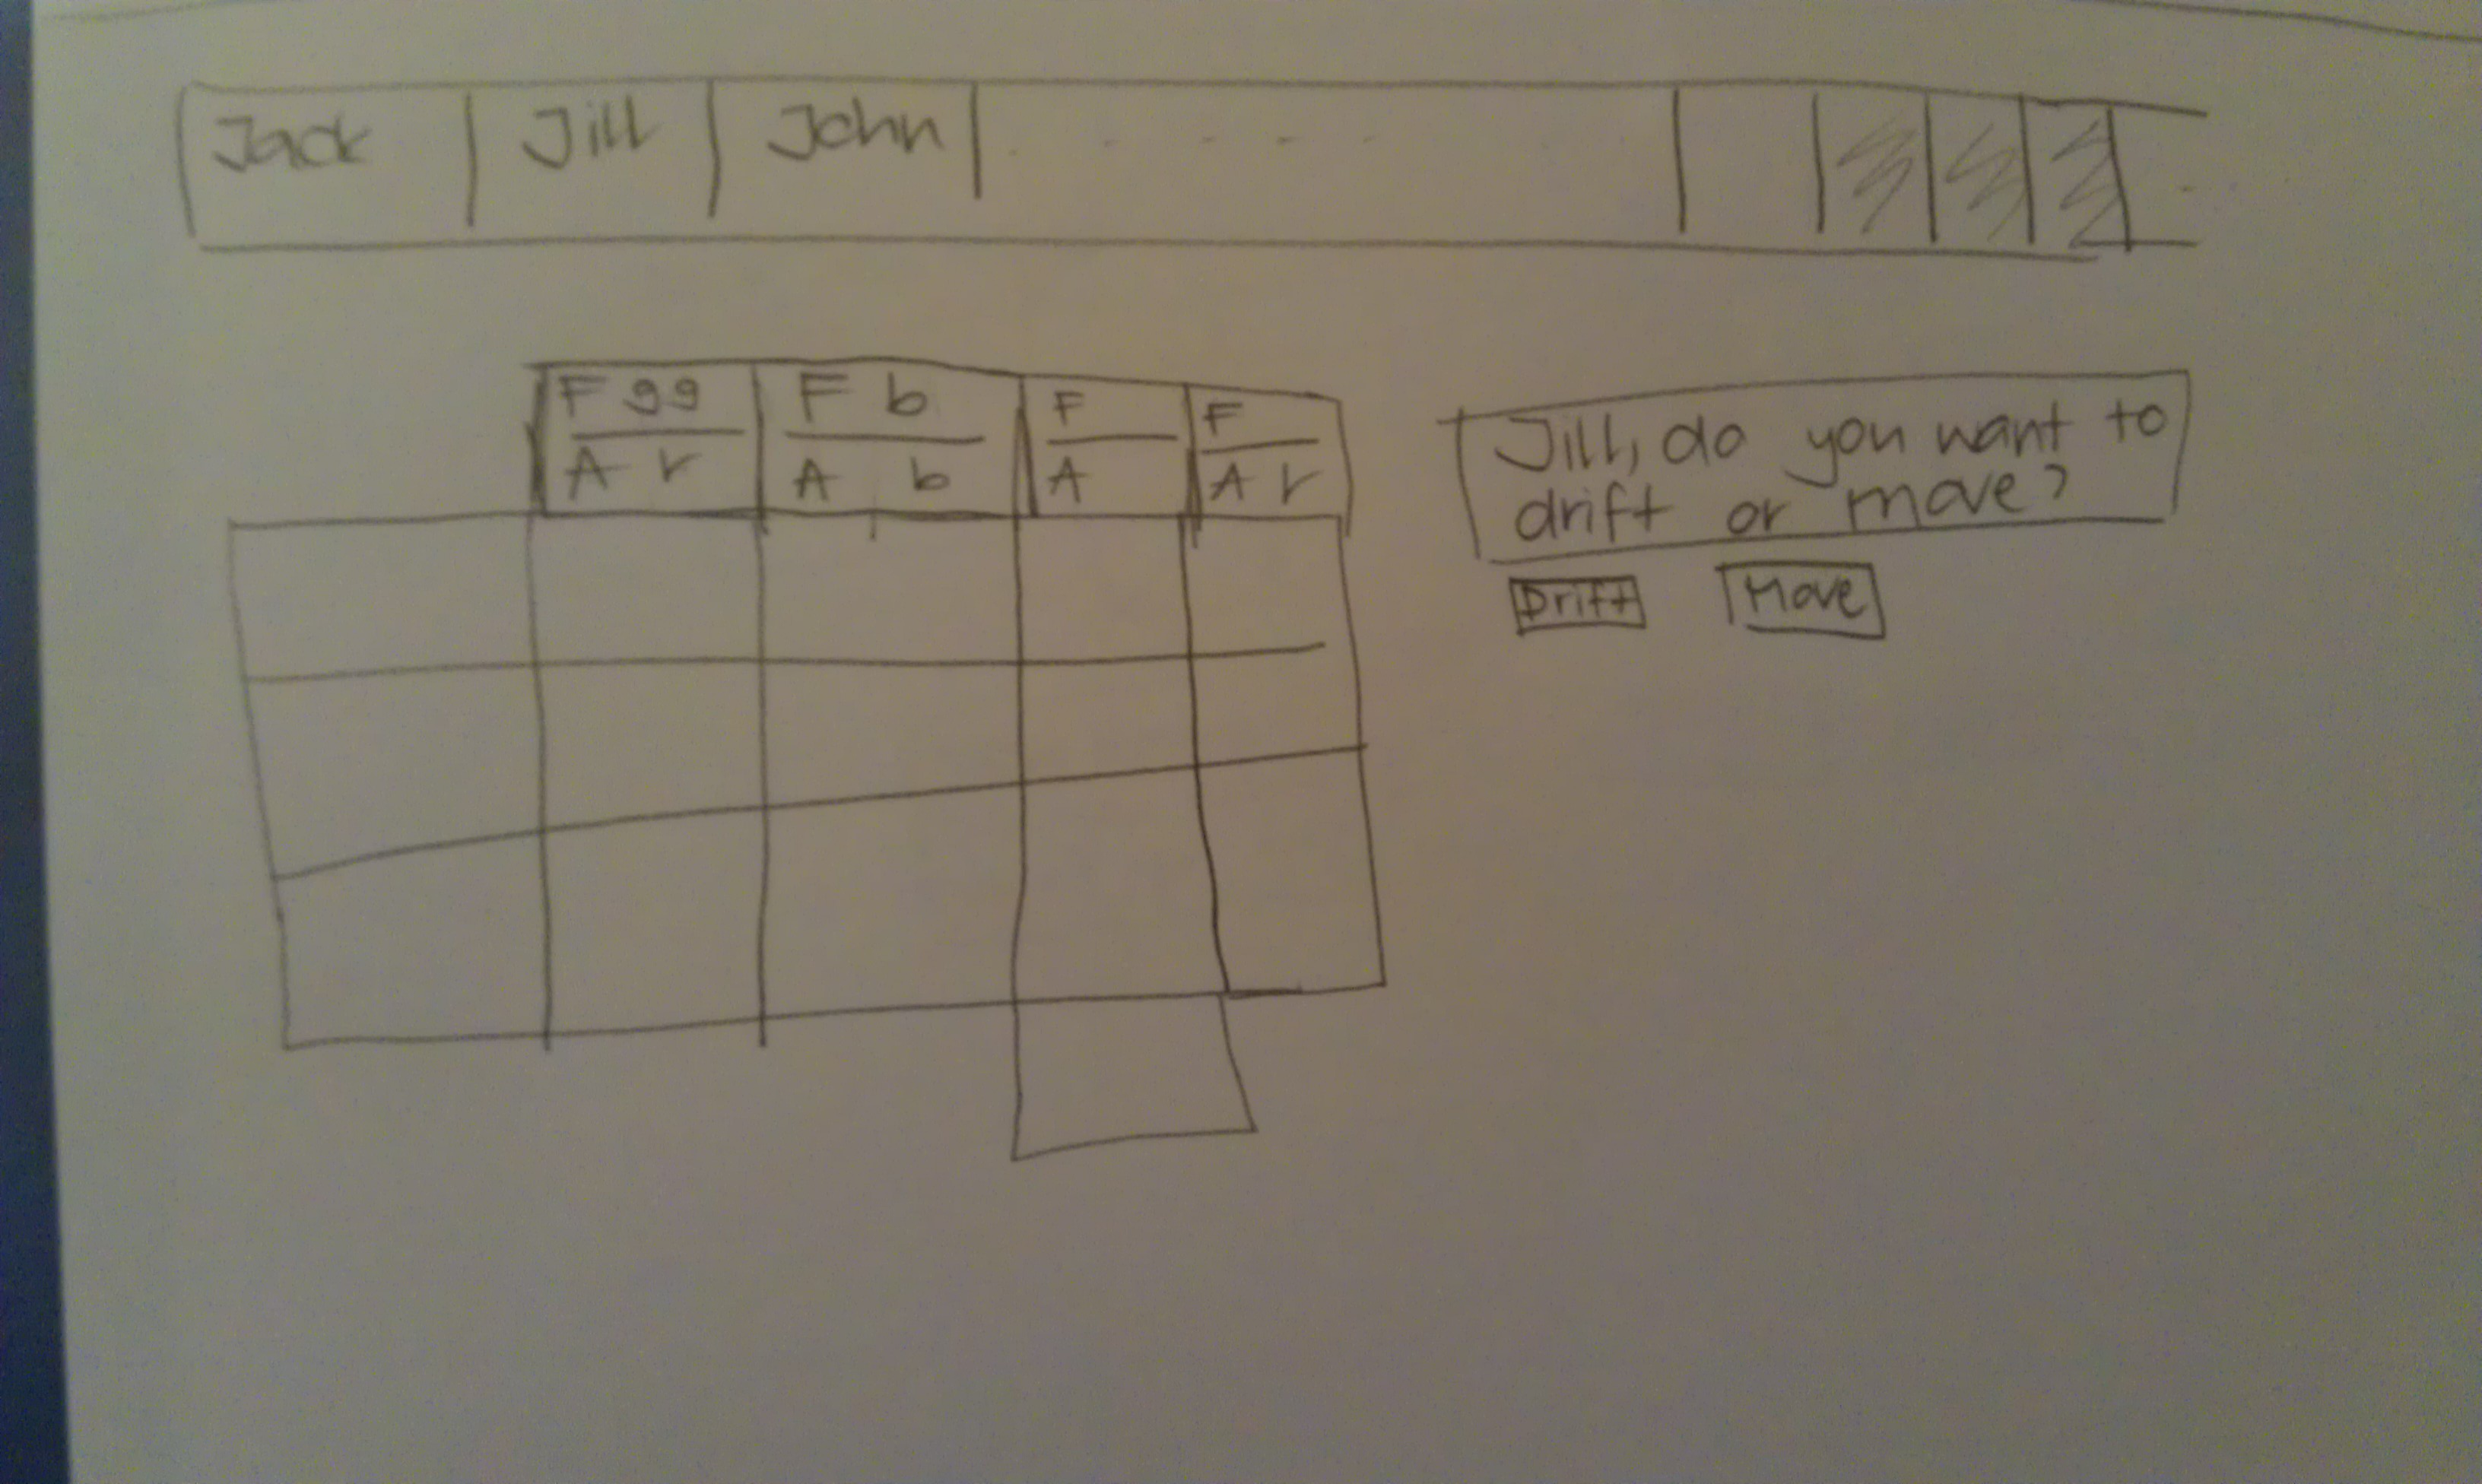 Jack Jill John
F gg F b F F
A r A b A A r
Jill, do you want to
drift or move?
Drift Move